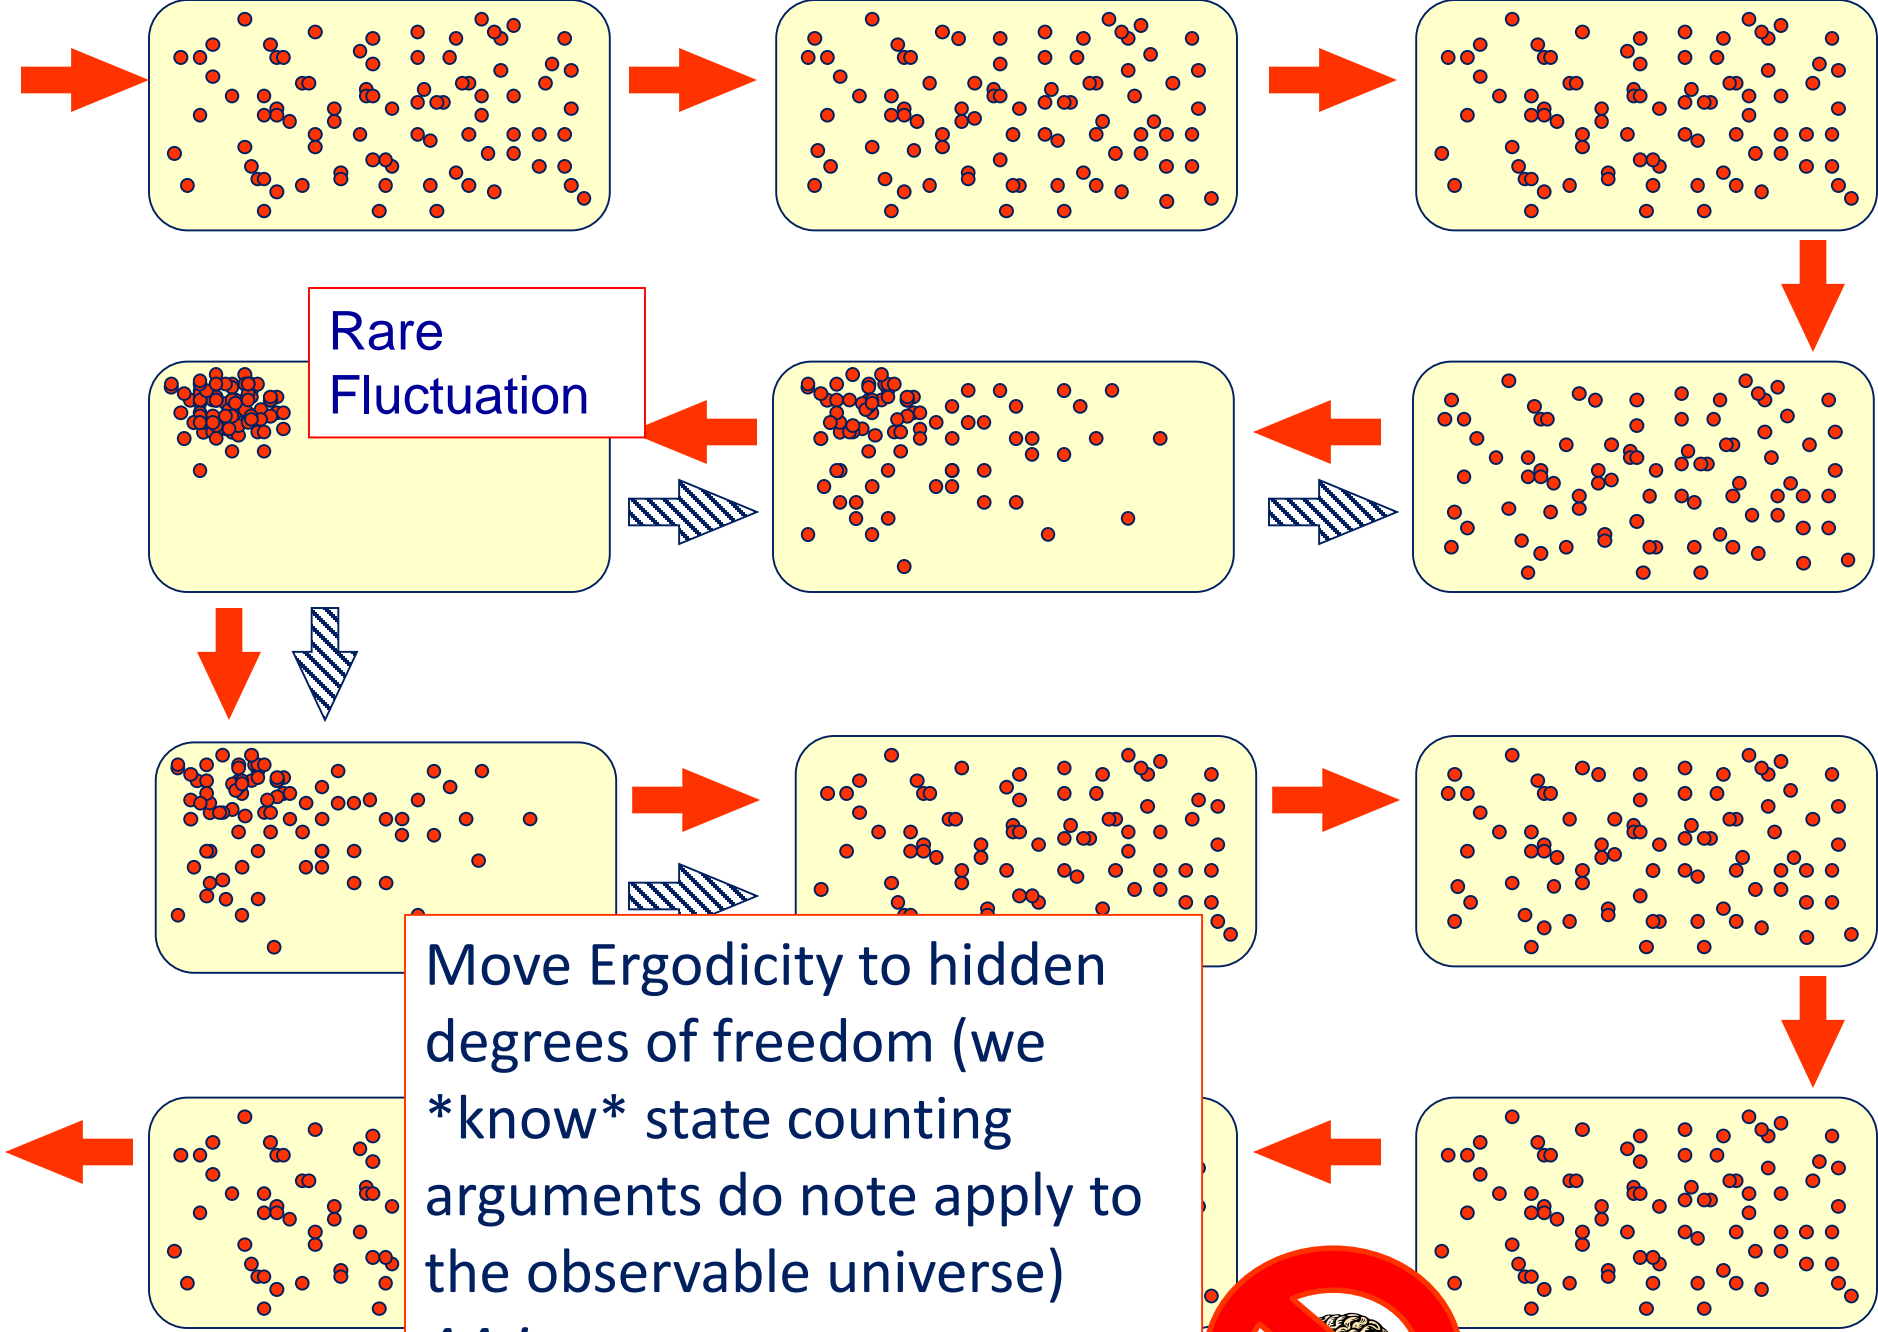 Rare
Fluctuation
Move Ergodicity to hidden
degrees of freedom (we
*know* state counting
arguments do note apply to
the observable universe)